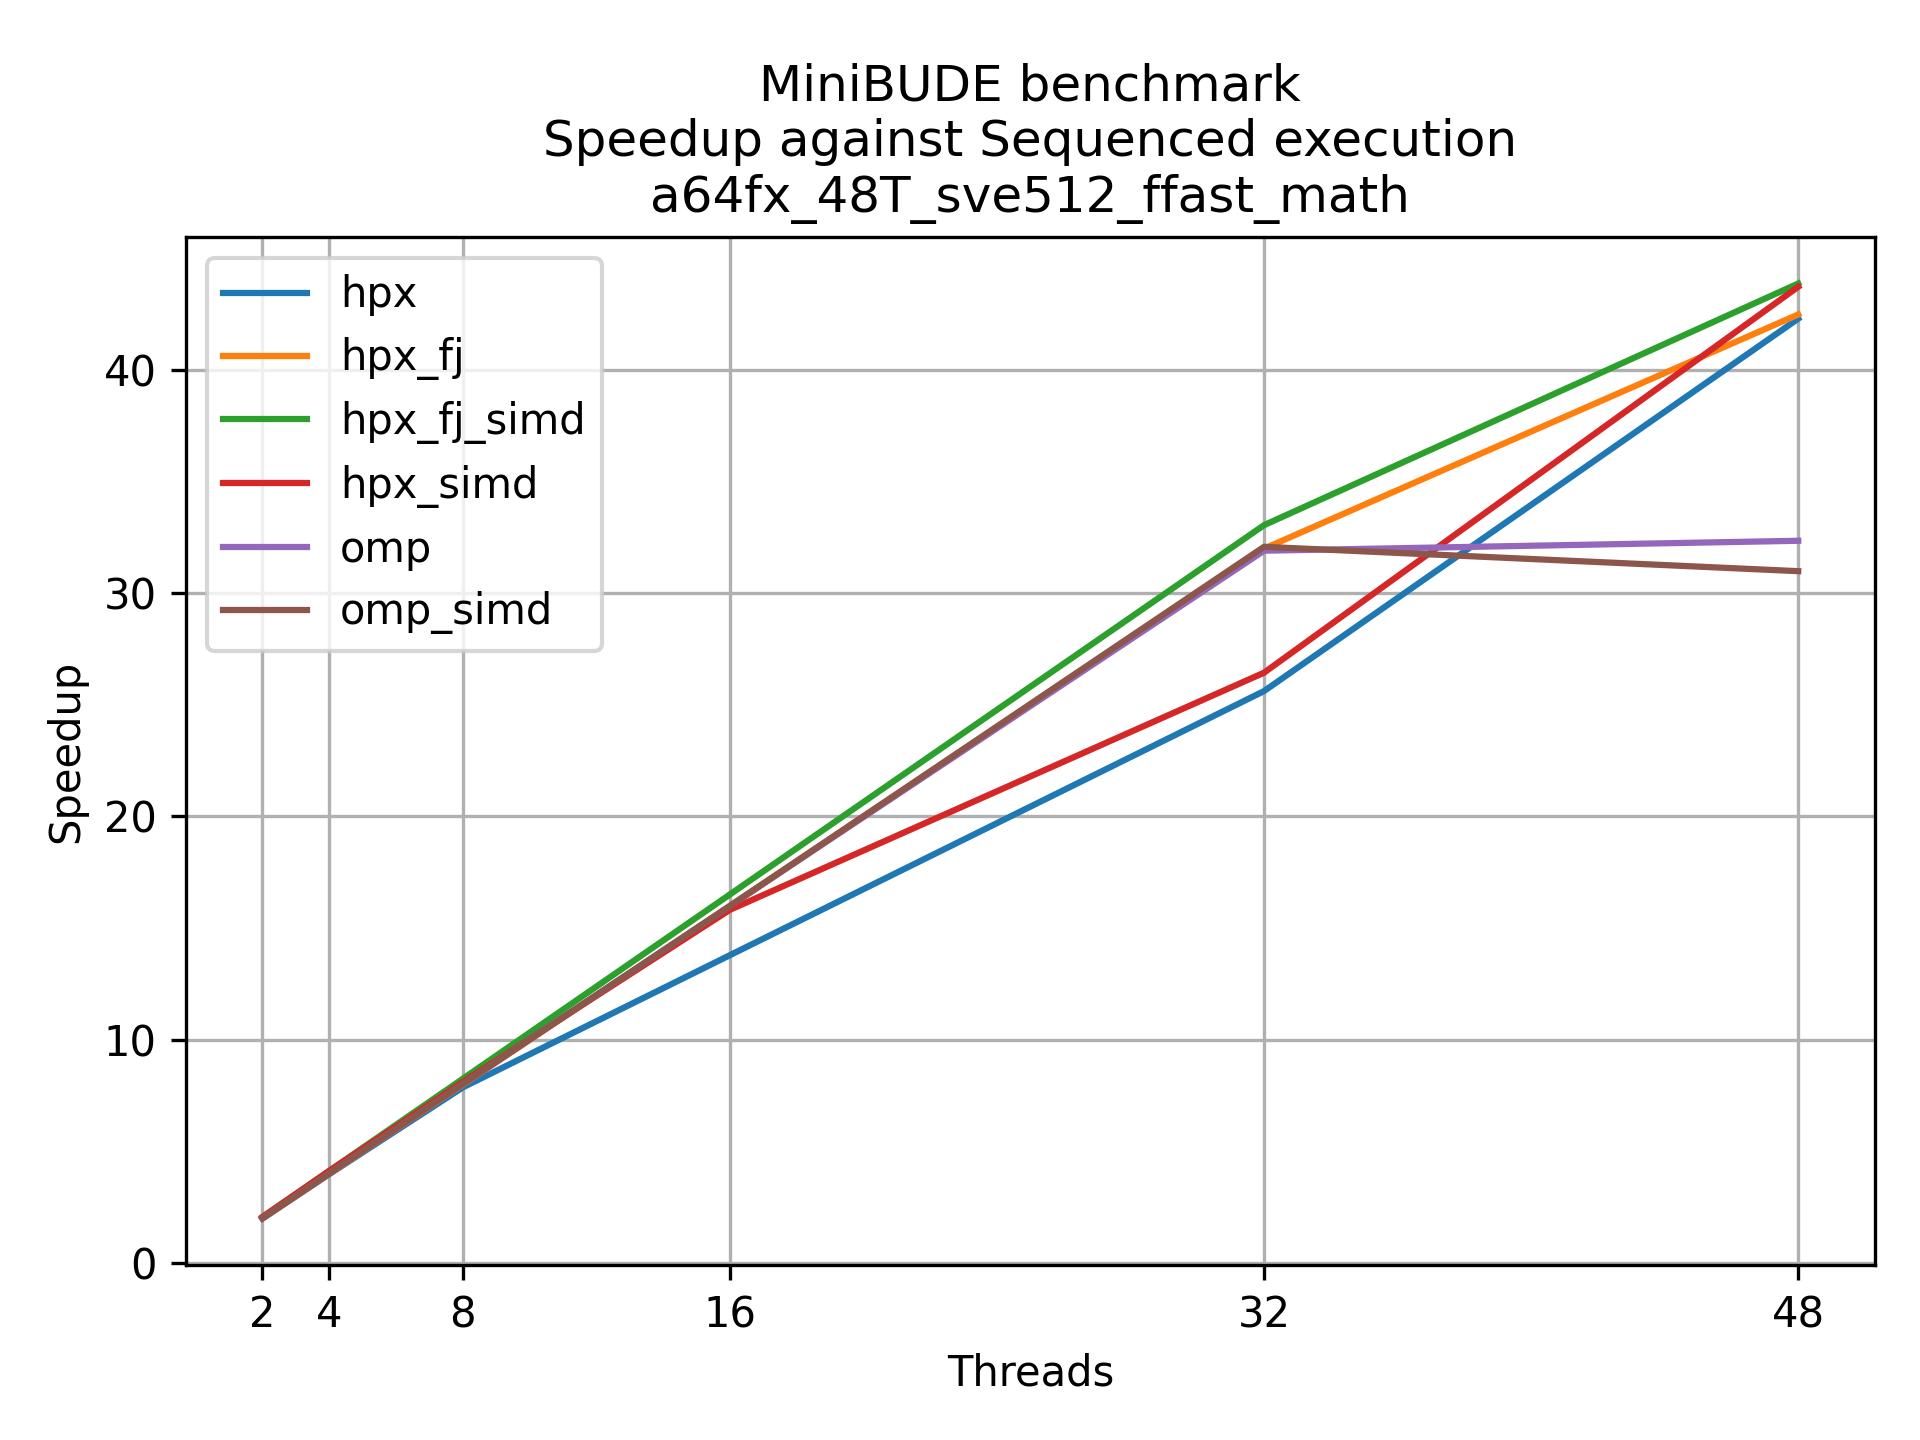 MiniBUDE benchmark
Speedup against Sequenced execution
a64fx_48T_sve512_ffast_math
hpx
hpx_fj
hpx_fj_simd
hpx_simd
omp
omp_simd
Speedup
40
30
20
10
0
2 4 8 16 32 48
Threads